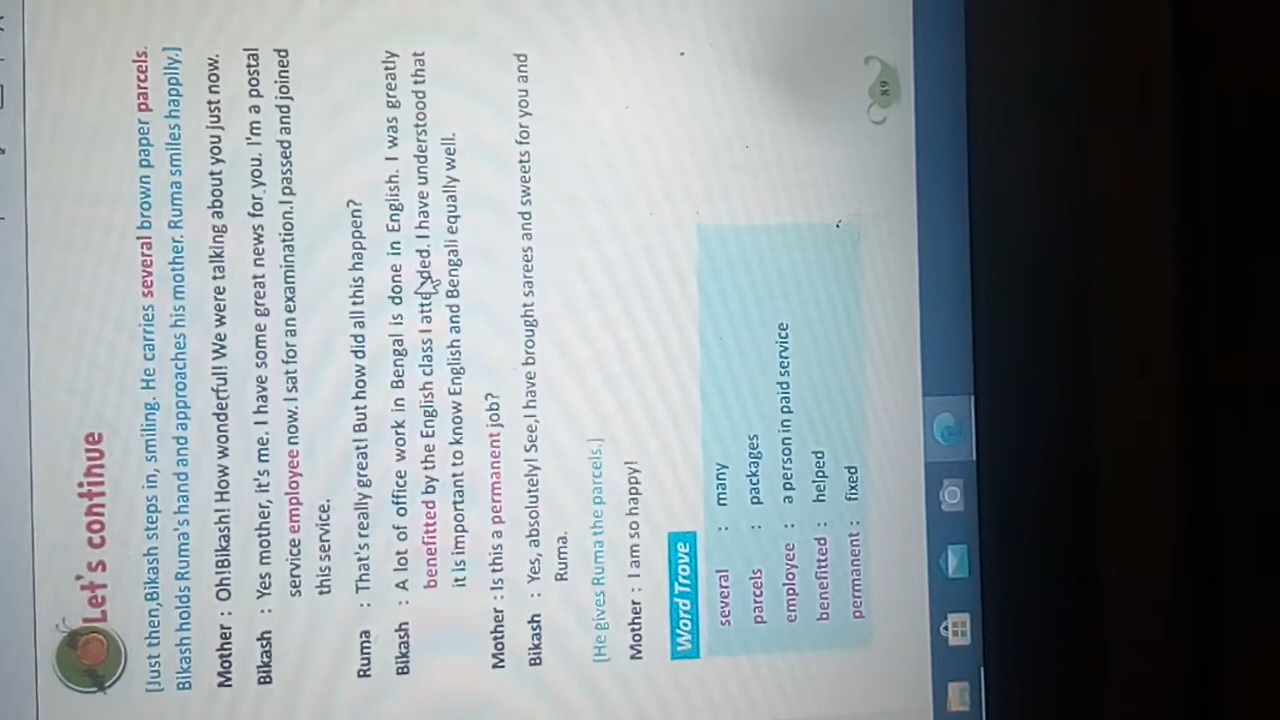 Let's continue
[Just then,Bikash steps in, smiling. He carries several brown paper parcels.
Bikash holds Ruma's hand and approaches his mother. Ruma smiles happily.]
Mother : Oh!Bikash! How wonderful! We were talking about you just now.
Bikash : Yes mother, it's me. I have some great news for you. I'm a postal
service employee now. I sat for an examination.I passed and joined
this service.
Ruma : That's really great! But how did all this happen?
Bikash : A lot of office work in Bengal is done in English. I was greatly
benefitted by the English class I attended. I have understood that
it is important to know English and Bengali equally well.
Mother : Is this a permanent job?
Bikash : Yes, absolutely! See,I have brought sarees and sweets for you and
Ruma.
[He gives Ruma the parcels.]
Mother : I am so happy!
Word Trove
several : many
parcels : packages
employee : a person in paid service
benefitted : helped
permanent : fixed
89